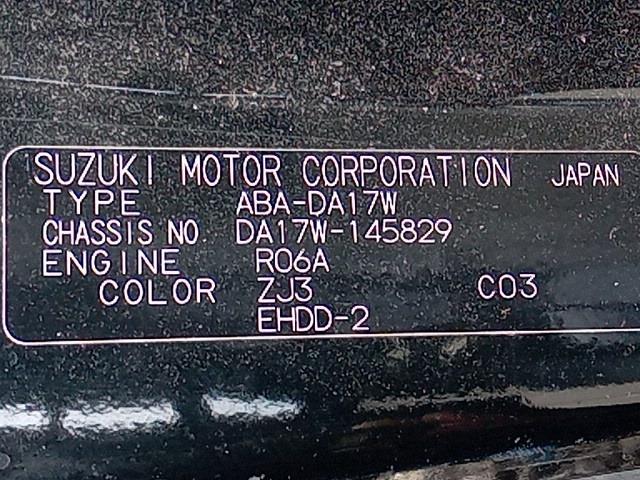 SUZUKI MOTOR CORPORATION JAPAN
TYPE ABA-DA17W
CHASSIS NO DA17W-145829
ENGINE R06A
COLOR ZJ3 C03
EHDD-2